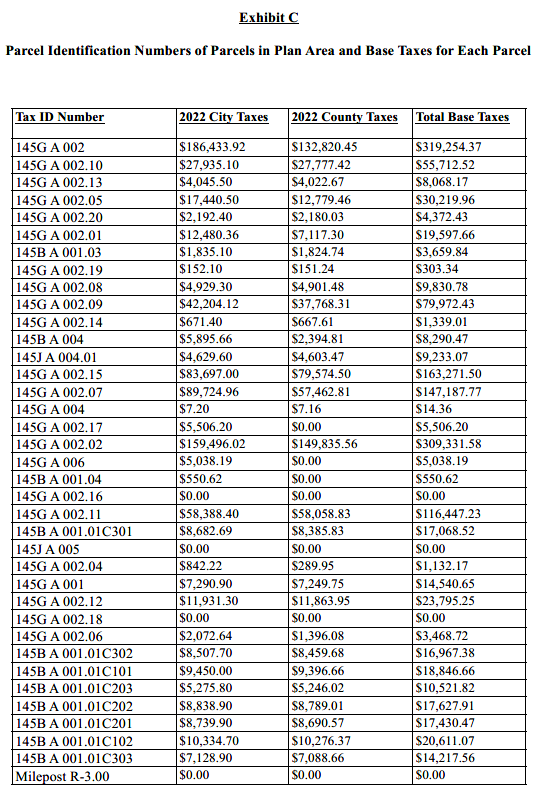 Exhibit C
Parcel Identification Numbers of Parcels in Plan Area and Base Taxes for Each Parcel
Tax ID Number 2022 City Taxes 2022 County Taxes Total Base Taxes
145G A 002 $186,433.92 $132,820.45 $319,254.37
145G A 002.10 $27,935.10 $27,777.42 $55,712.52
145G A 002.13 $4,045.50 $4,022.67 $8,068.17
145G A 002.05 $17,440.50 $12,779.46 $30,219.96
145G A 002.20 $2,192.40 $2,180.03 $4,372.43
145G A 002.01 $12,480.36 $7,117.30 $19,597.66
145B A 001.03 $1,835.10 $1,824.74 $3,659.84
145G A 002.19 $152.10 $151.24 $303.34
145G A 002.08 $4,929.30 $4,901.48 $9,830.78
145G A 002.09 $42,204.12 $37,768.31 $79,972.43
145G A 002.14 $671.40 $667.61 $1,339.01
145B A 004 $5,895.66 $2,394.81 $8,290.47
145J A 004.01 $4,629.60 $4,603.47 $9,233.07
145G A 002.15 $83,697.00 $79,574.50 $163,271.50
145G A 002.07 $89,724.96 $57,462.81 $147,187.77
145G A 004 $7.20 $7.16 $14.36
145G A 002.17 $5,506.20 $0.00 $5,506.20
145G A 002.02 $159,496.02 $149,835.56 $309,331.58
145G A 006 $5,038.19 $0.00 $5,038.19
145B A 001.04 $550.62 $0.00 $550.62
145G A 002.16 $0.00 $0.00 $0.00
145G A 002.11 $58,388.40 $58,058.83 $116,447.23
145B A 001.01C301 $8,682.69 $8,385.83 $17,068.52
145J A 005 $0.00 $0.00 $0.00
145G A 002.04 $842.22 $289.95 $1,132.17
145G A 001 $7,290.90 $7,249.75 $14,540.65
145G A 002.12 $11,931.30 $11,863.95 $23,795.25
145G A 002.18 $0.00 $0.00 $0.00
145G A 002.06 $2,072.64 $1,396.08 $3,468.72
145B A 001.01C302 $8,507.70 $8,459.68 $16,967.38
145B A 001.01C101 $9,450.00 $9,396.66 $18,846.66
145B A 001.01C203 $5,275.80 $5,246.02 $10,521.82
145B A 001.01C202 $8,838.90 $8,789.01 $17,627.91
145B A 001.01C201 $8,739.90 $8,690.57 $17,430.47
145B A 001.01C102 $10,334.70 $10,276.37 $20,611.07
145B A 001.01C303 $7,128.90 $7,088.66 $14,217.56
Milepost R-3.00 $0.00 $0.00 $0.00